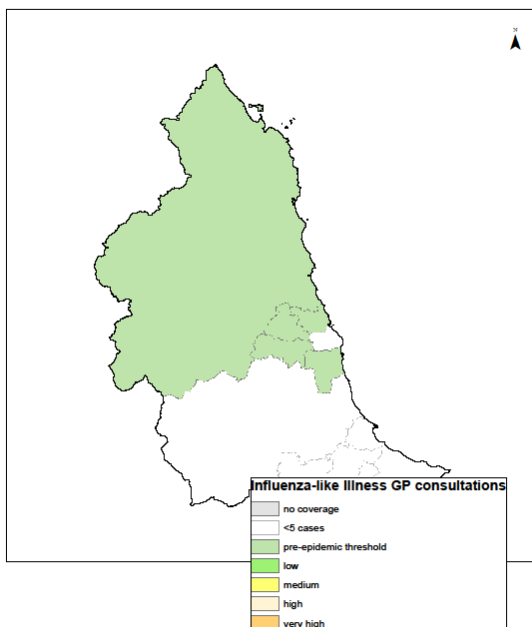 N
Influenza-like Illness GP consultations
no coverage
<5 cases
pre-epidemic threshold
low
medium
high
very high